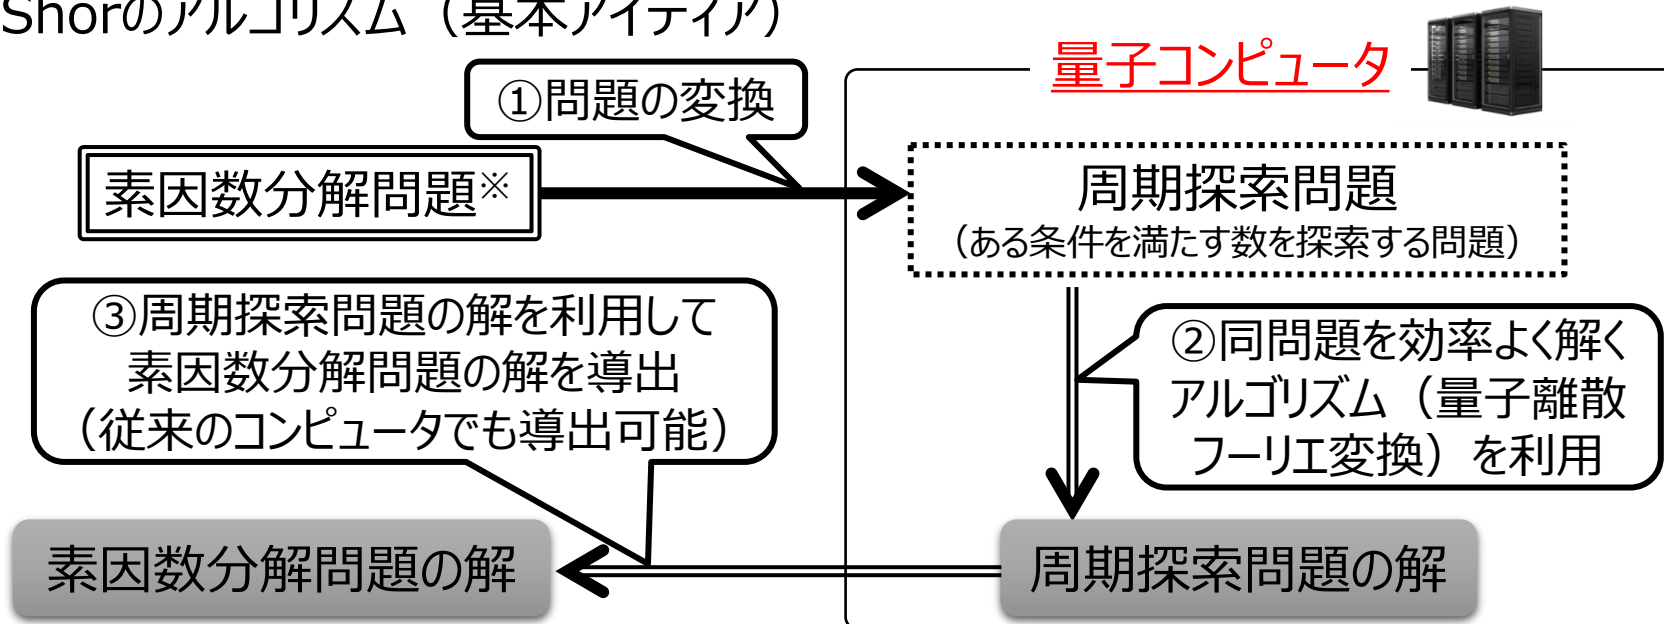 Shorのアルゴリズム（基本アイディア）
量子コンピュータ
①問題の変換
素因数分解問題※
周期探索問題
（ある条件を満たす数を探索する問題）
③周期探索問題の解を利用して
素因数分解問題の解を導出
（従来のコンピュータでも導出可能）
②同問題を効率よく解く
アルゴリズム（量子離散
フーリエ変換）を利用
素因数分解問題の解
周期探索問題の解